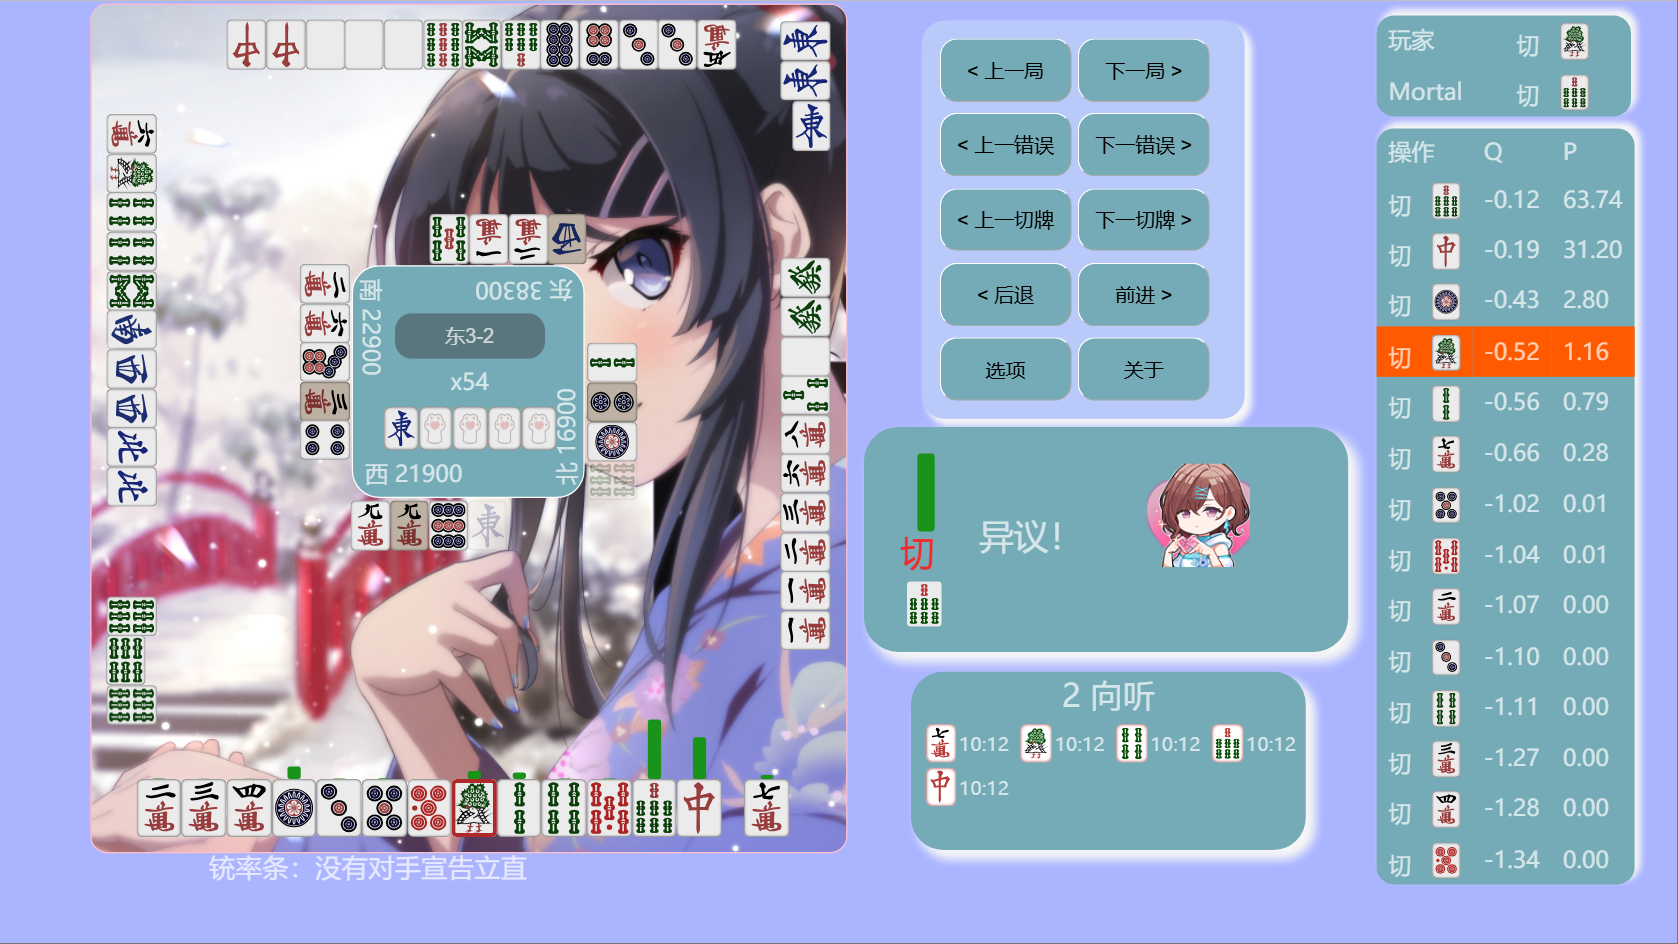 < 上一局
下一局 >
< 上一错误
下一错误 >
< 上一切牌
下一切牌 >
< 后退
前进 >
选项
关于
玩家 切
Mortal 切
操作 Q P
切 -0.12 63.74
切 -0.19 31.20
切 -0.43 2.80
切 -0.52 1.16
切 -0.56 0.79
切 -0.66 0.28
切 -1.02 0.01
切 -1.04 0.01
切 -1.07 0.00
切 -1.10 0.00
切 -1.11 0.00
切 -1.27 0.00
切 -1.28 0.00
切 -1.34 0.00
东 38300
南 22900
东3-2
x54
北 16900
西 21900
切
异议！
2 向听
10:12 10:12 10:12 10:12
10:12
铳率条：没有对手宣告立直